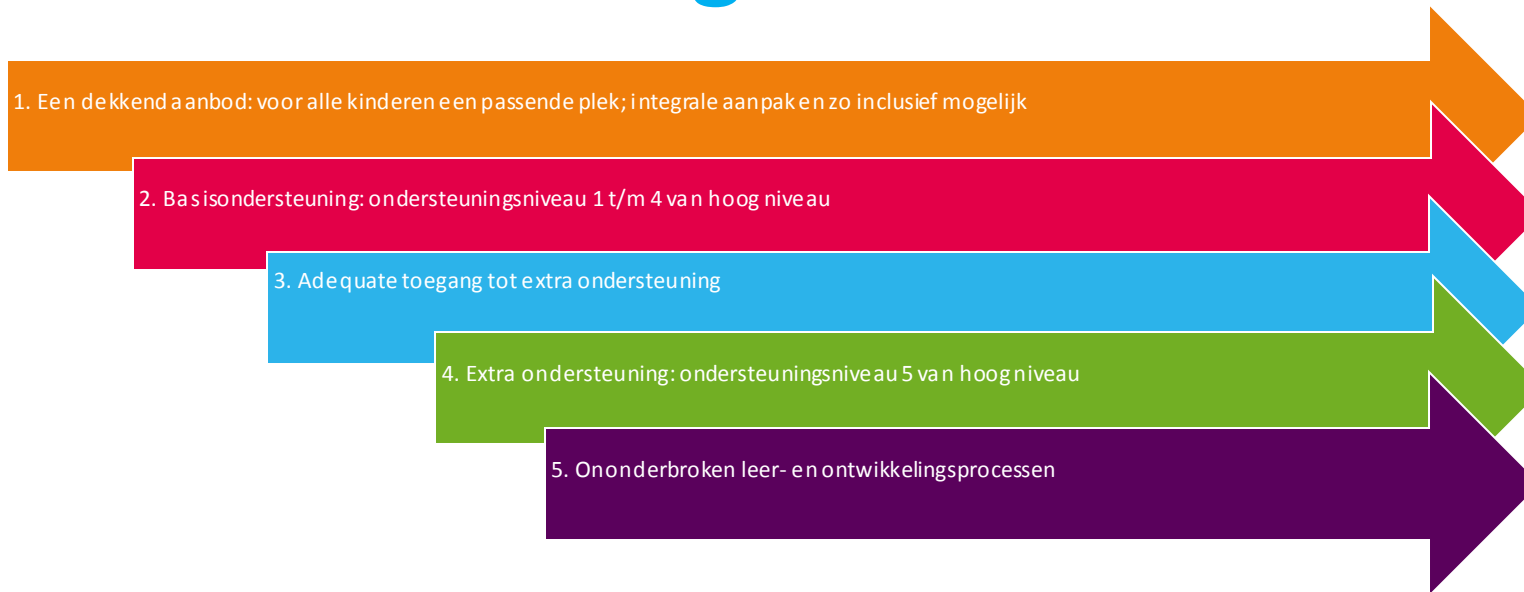 1. Een dekkend aanbod: voor alle kinderen een passende plek; integrale aanpak en zo inclusief mogelijk
2. Basisondersteuning: ondersteuningsniveau 1 t/m 4 van hoog niveau
3. Adequate toegang tot extra ondersteuning
4. Extra ondersteuning: ondersteuningsniveau 5 van hoog niveau
5. Ononderbroken leer- en ontwikkelingsprocessen